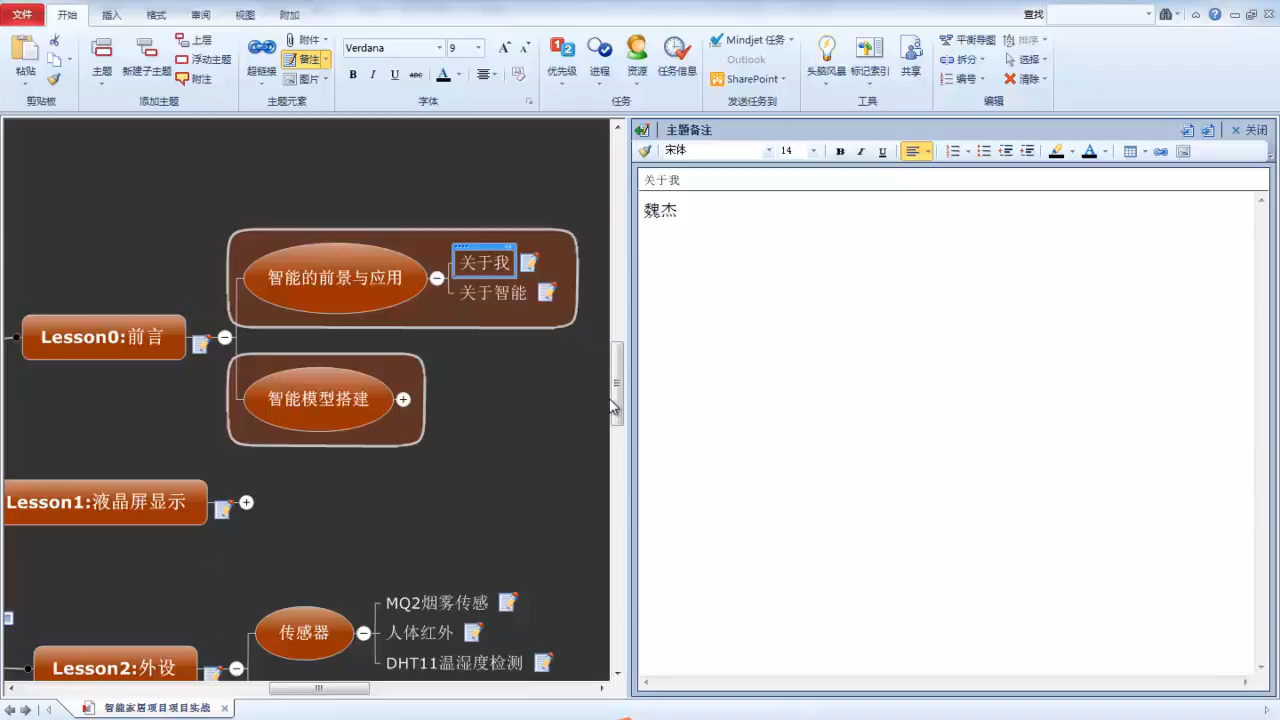 文件 开始 插入 格式 审阅 视图 附加 查找
粘贴 主题 新建子主题 上层 浮动主题 附注 超链接 附件 备注 图片
Verdana 9
B I U ABC A
优先级 进程 资源 任务信息 Mindjet 任务 Outlook SharePoint 头脑风暴 标记索引 共享 平衡导图 排序 拆分 选择 编号 清除
剪贴板 添加主题 主题元素 字体 任务 发送任务到 工具 编辑
主题备注 关闭
宋体 14 B I U A
关于我
魏杰
智能的前景与应用
关于我
关于智能
Lesson0:前言
智能模型搭建
Lesson1:液晶屏显示
传感器
MQ2烟雾传感
人体红外
DHT11温湿度检测
Lesson2:外设
智能家居项目项目实战